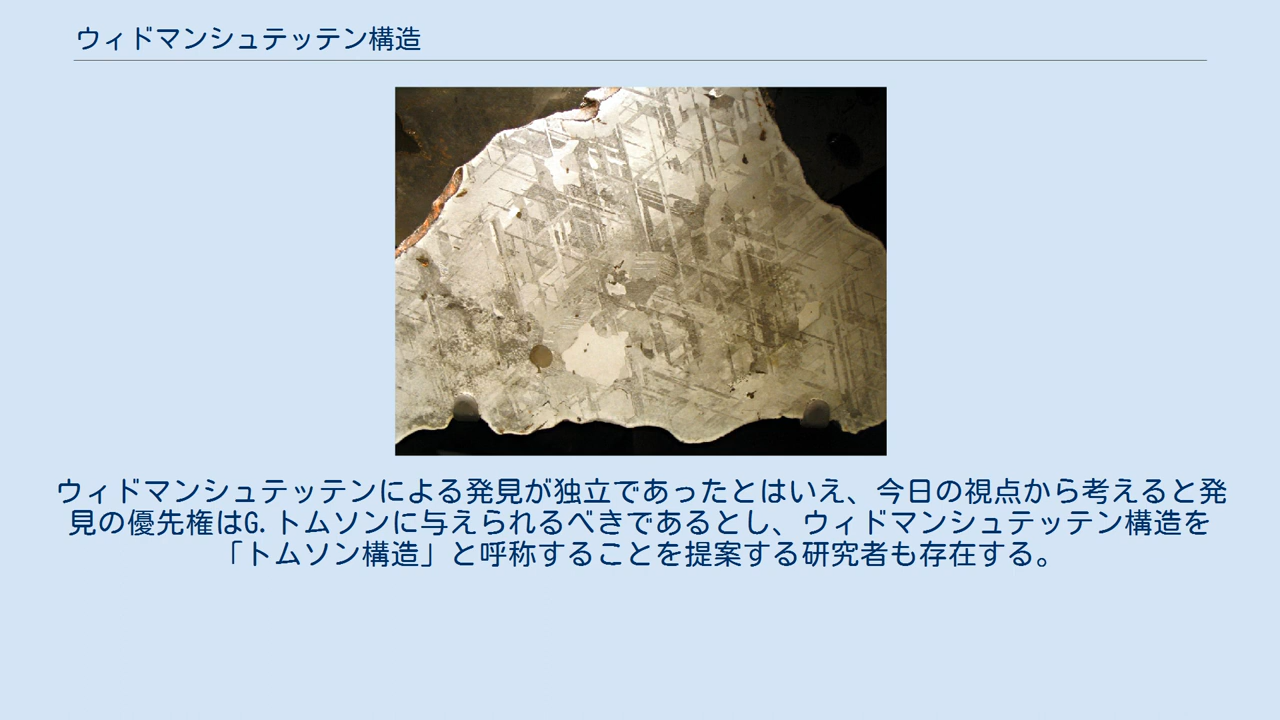 ウィドマンシュテッテン構造
ウィドマンシュテッテンによる発見が独立であったとはいえ、今日の視点から考えると発
見の優先権はG.トムソンに与えられるべきであるとし、ウィドマンシュテッテン構造を
「トムソン構造」と呼称することを提案する研究者も存在する。